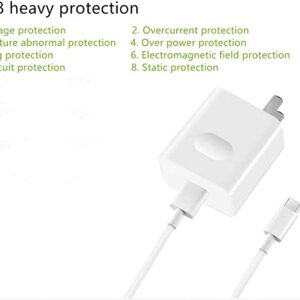 8 heavy protection
age protection 2. Overcurrent protection
ture abnormal protection 4. Over power protection
g protection 6. Electromagnetic field protection
cuit protection 8. Static protection